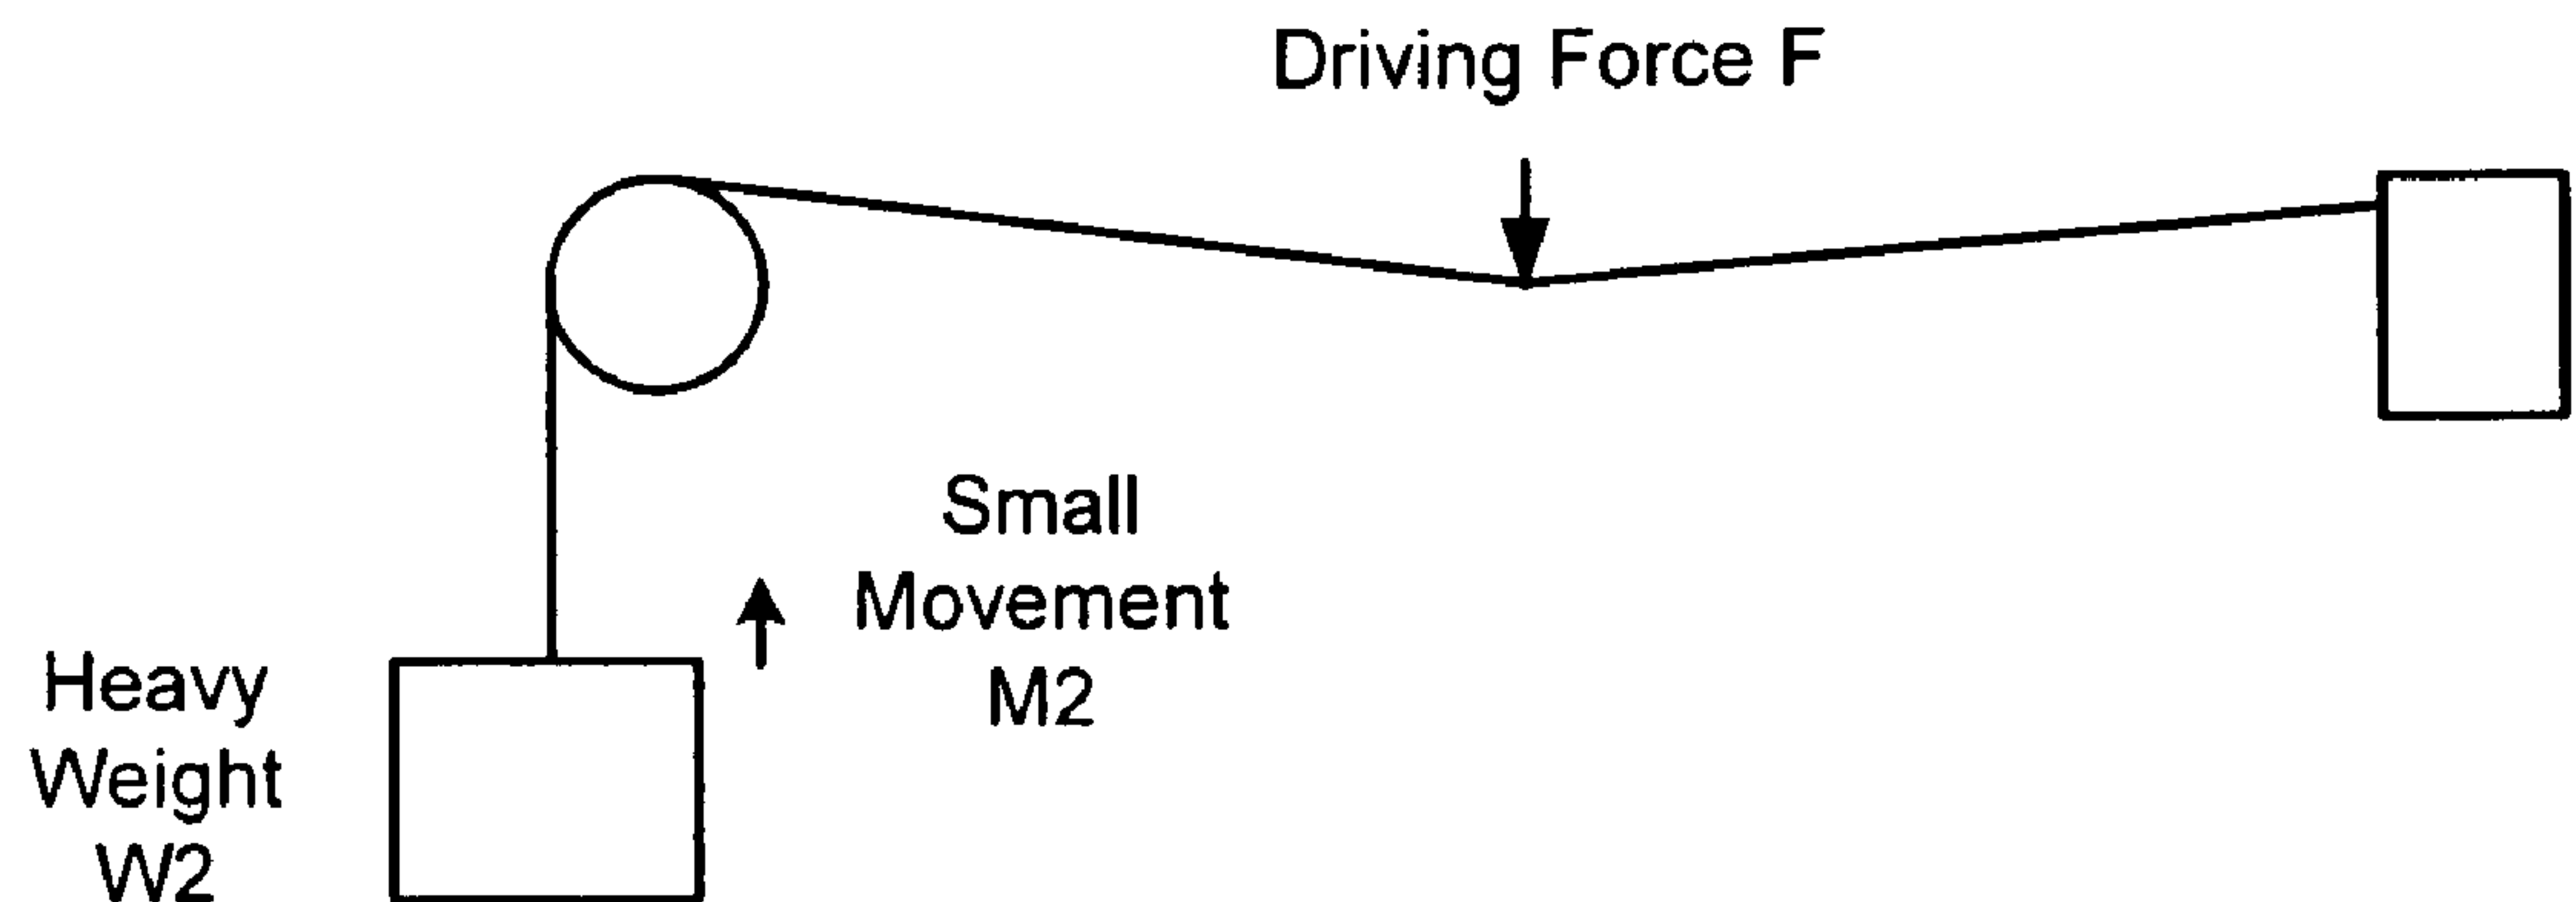 Driving Force F
Small
Movement
M2
Heavy
Weight
W2